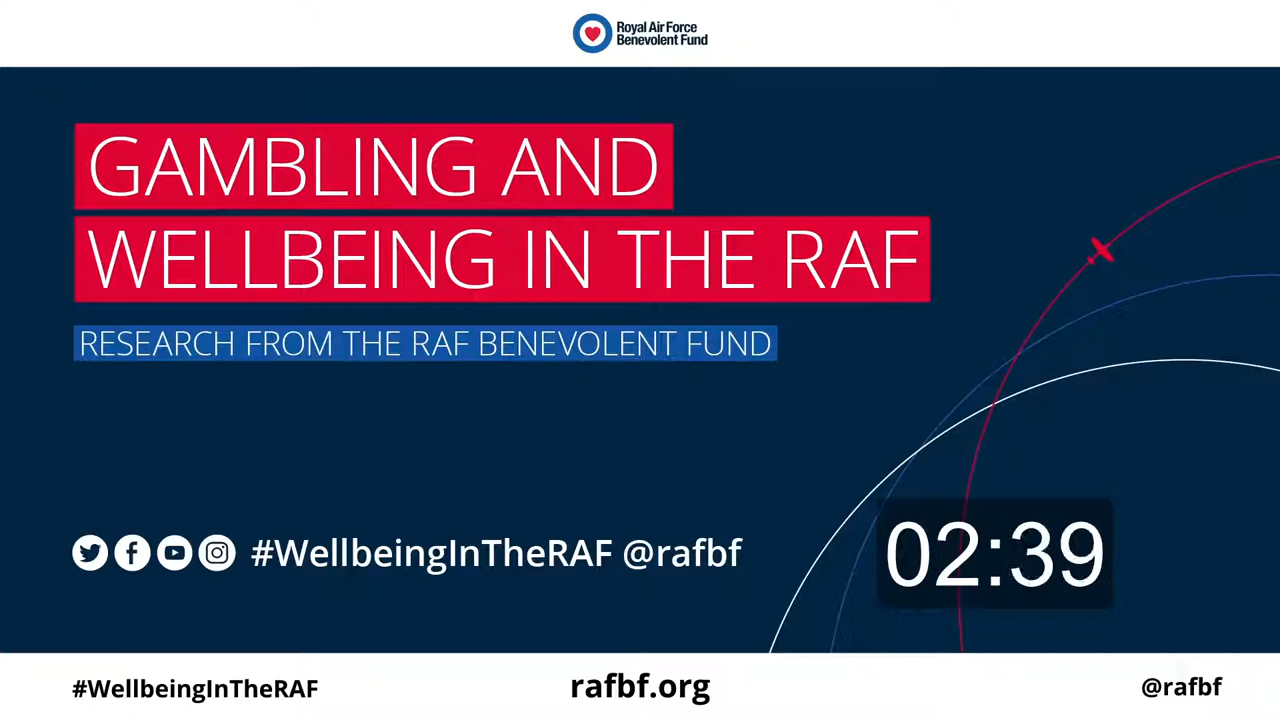 Royal Air Force
Benevolent Fund
GAMBLING AND
WELLBEING IN THE RAF
RESEARCH FROM THE RAF BENEVOLENT FUND
#WellbeingInTheRAF @rafbf
02:39
#WellbeingInTheRAF
rafbf.org
@rafbf